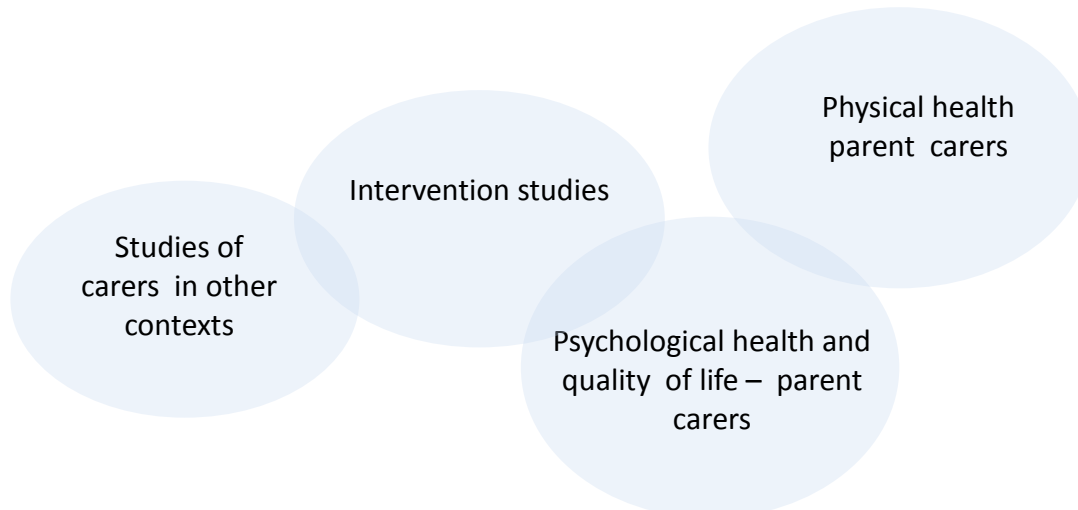 Physical health
parent carers
Intervention studies
Studies of
carers in other
contexts
Psychological health and
quality of life – parent
carers